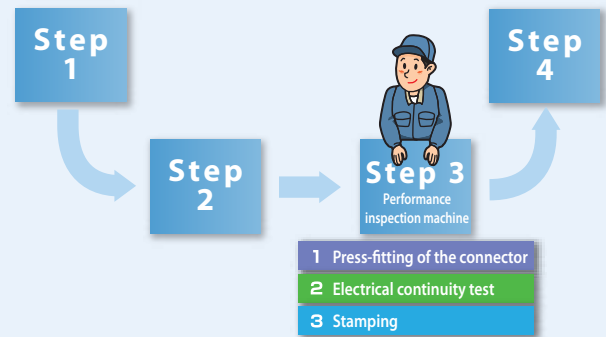 Step
1
Step
2
Step 3
Performance
inspection machine
Step
4
1 Press-fitting of the connector
2 Electrical continuity test
3 Stamping